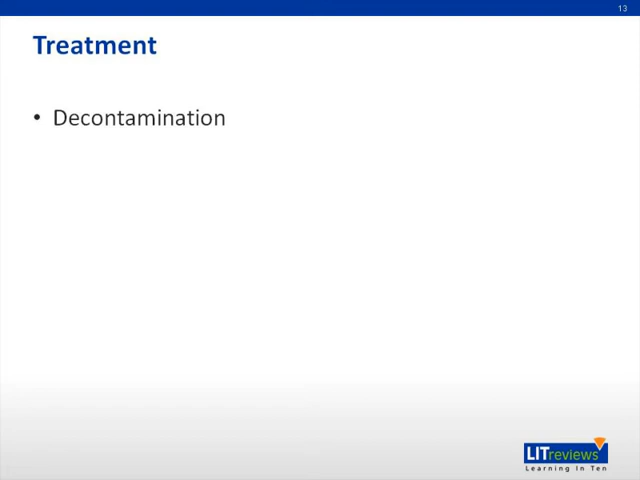 13
Treatment
• Decontamination
LITreviews
Learning In Ten